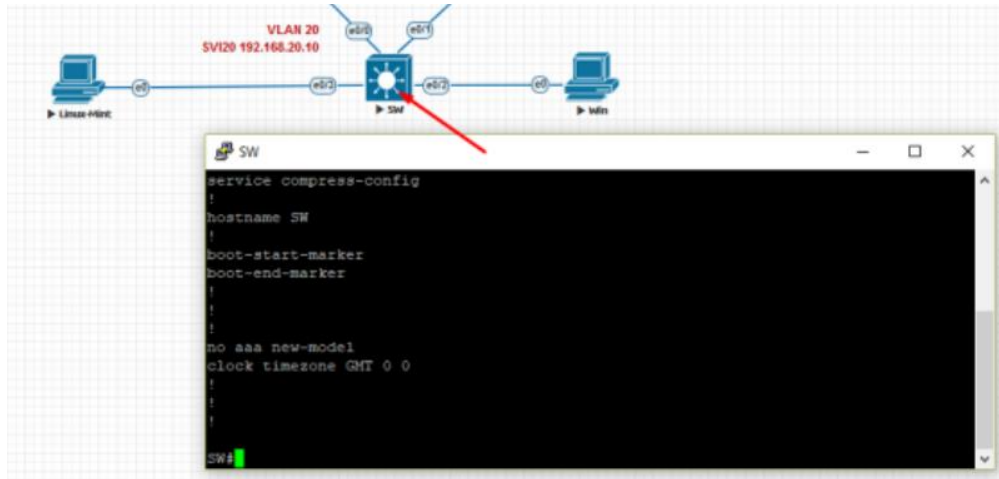 VLAN 20
SVI20 192.168.20.10
e0/0
e0/1
e0
e0/3
e0/2
e0
Linux-Mint
SW
Win
SW
service compress-config
!
hostname SW
!
boot-start-marker
boot-end-marker
!
!
!
no aaa new-model
clock timezone GMT 0 0
!
!
!
SW#